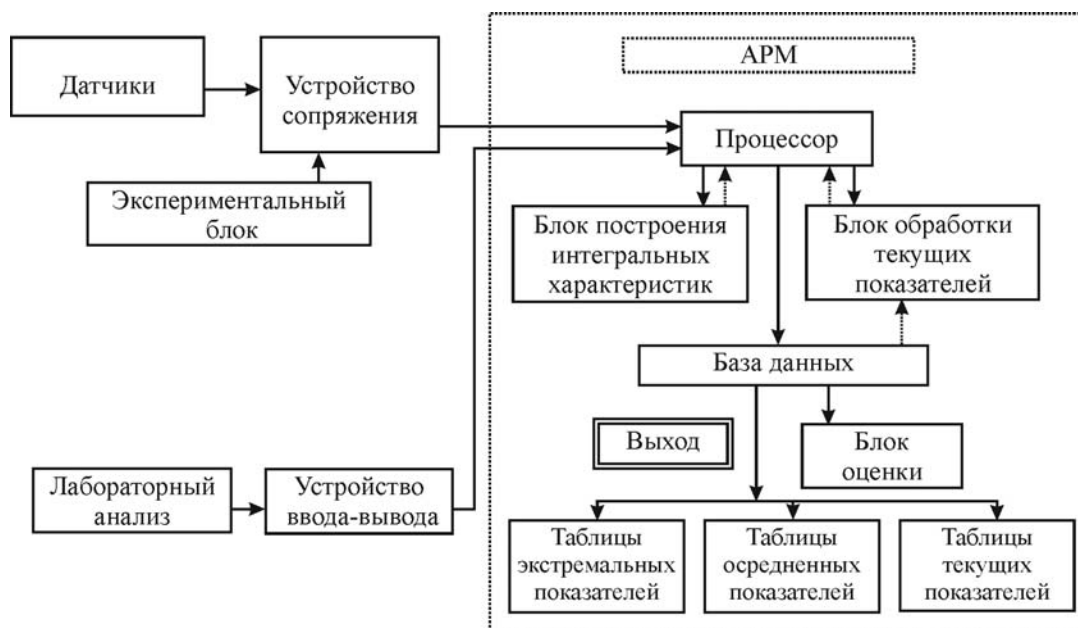 АРМ
Датчики
Устройство
сопряжения
Процессор
Экспериментальный
блок
Блок построения
интегральных
характеристик
Блок обработки
текущих
показателей
База данных
Выход
Блок
оценки
Лабораторный
анализ
Устройство
ввода-вывода
Таблицы
экстремальных
показателей
Таблицы
осредненных
показателей
Таблицы
текущих
показателей